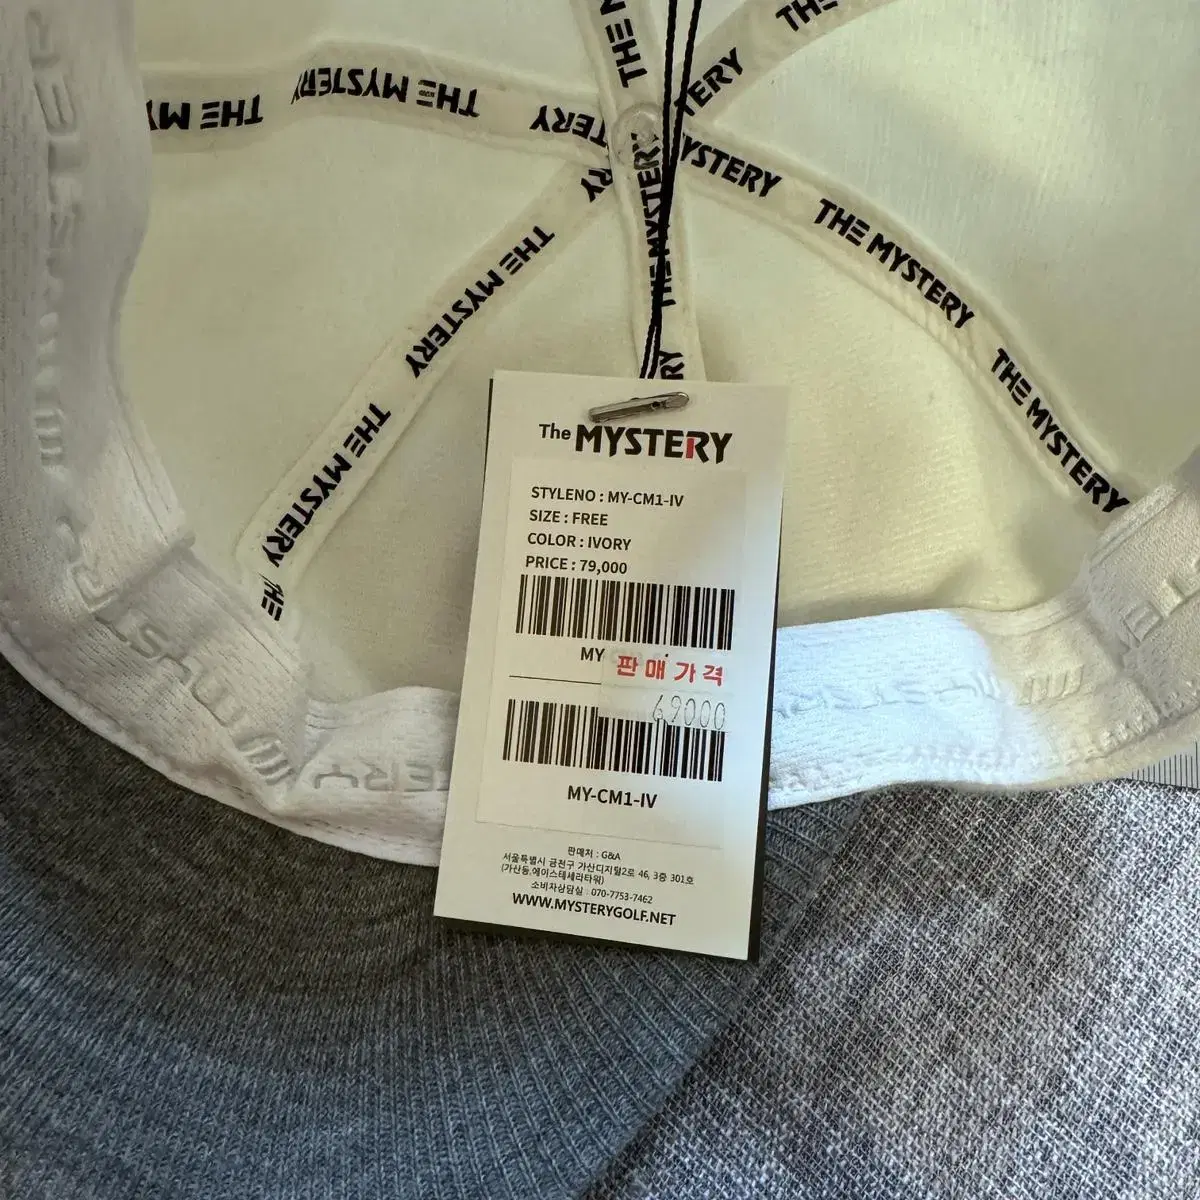 THE MYSTERY
THE MYSTERY
THE MYSTERY
THE MYSTERY
THE MYSTERY
THE MYSTERY
THE MYSTERY
The MYSTERY
STYLENO : MY-CM1-IV
SIZE : FREE
COLOR : IVORY
PRICE : 79,000
MY
판매가격
69000
MY-CM1-IV
판매처 : G&A
서울특별시 금천구 가산디지털2로 46, 3층 301호
(가산동,에이스테세라타워)
소비자상담실 : 070-7753-7462
WWW.MYSTERYGOLF.NET